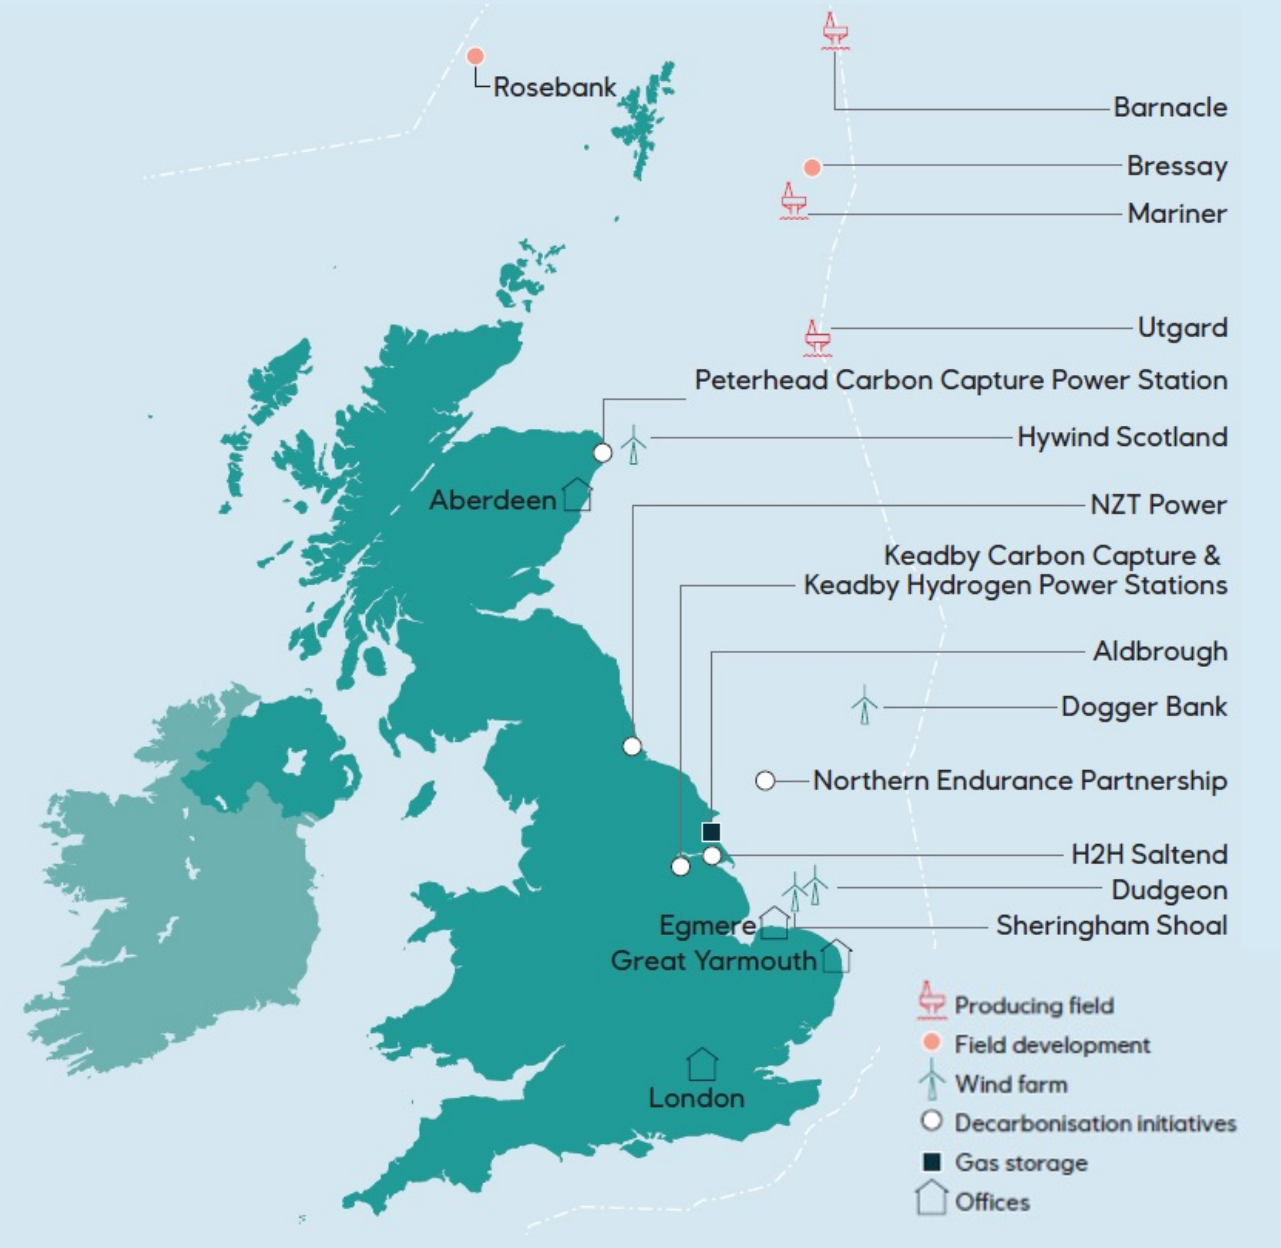 Rosebank
Barnacle
Bressay
Mariner
Utgard
Peterhead Carbon Capture Power Station
Hywind Scotland
Aberdeen
NZT Power
Keadby Carbon Capture &
Keadby Hydrogen Power Stations
Aldbrough
Dogger Bank
Northern Endurance Partnership
H2H Saltend
Dudgeon
Egmere
Sheringham Shoal
Great Yarmouth
London
Producing field
Field development
Wind farm
Decarbonisation initiatives
Gas storage
Offices